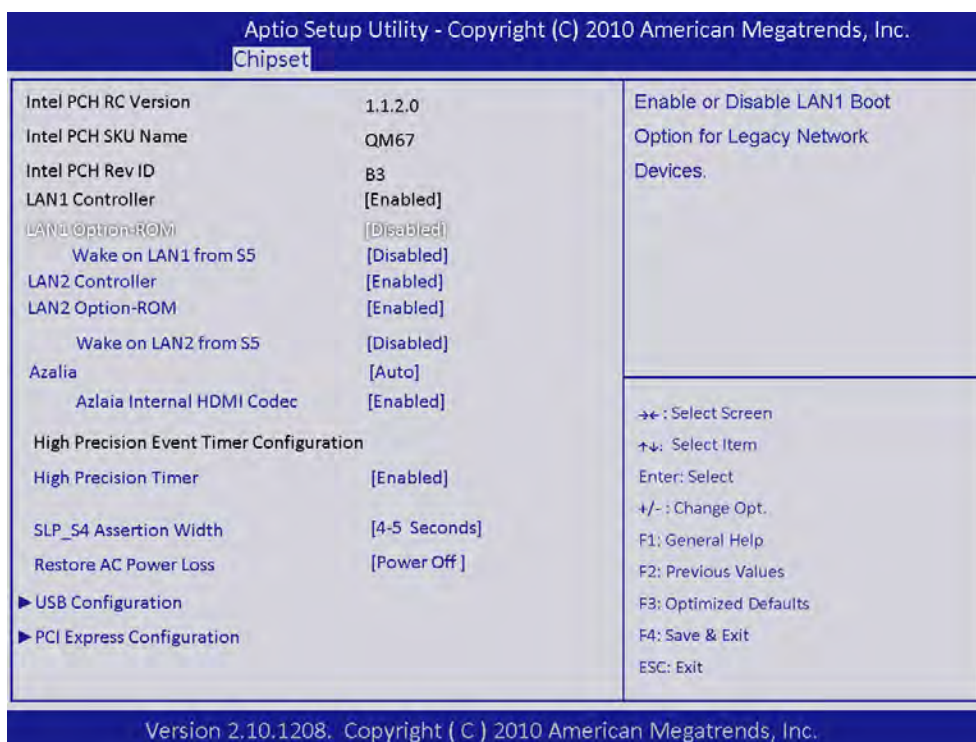 Aptio Setup Utility - Copyright (C) 2010 American Megatrends, Inc.
Chipset
Intel PCH RC Version 1.1.2.0
Intel PCH SKU Name QM67
Intel PCH Rev ID B3
LAN1 Controller [Enabled]
LAN1 Option-ROM [Disabled]
Wake on LAN1 from S5 [Disabled]
LAN2 Controller [Enabled]
LAN2 Option-ROM [Enabled]
Wake on LAN2 from S5 [Disabled]
Azalia [Auto]
Azlaia Internal HDMI Codec [Enabled]
High Precision Event Timer Configuration
High Precision Timer [Enabled]
SLP_S4 Assertion Width [4-5 Seconds]
Restore AC Power Loss [Power Off ]
▶ USB Configuration
▶ PCI Express Configuration
Enable or Disable LAN1 Boot
Option for Legacy Network
Devices.
→←: Select Screen
↑↓: Select Item
Enter: Select
+/- : Change Opt.
F1: General Help
F2: Previous Values
F3: Optimized Defaults
F4: Save & Exit
ESC: Exit
Version 2.10.1208. Copyright ( C ) 2010 American Megatrends, Inc.